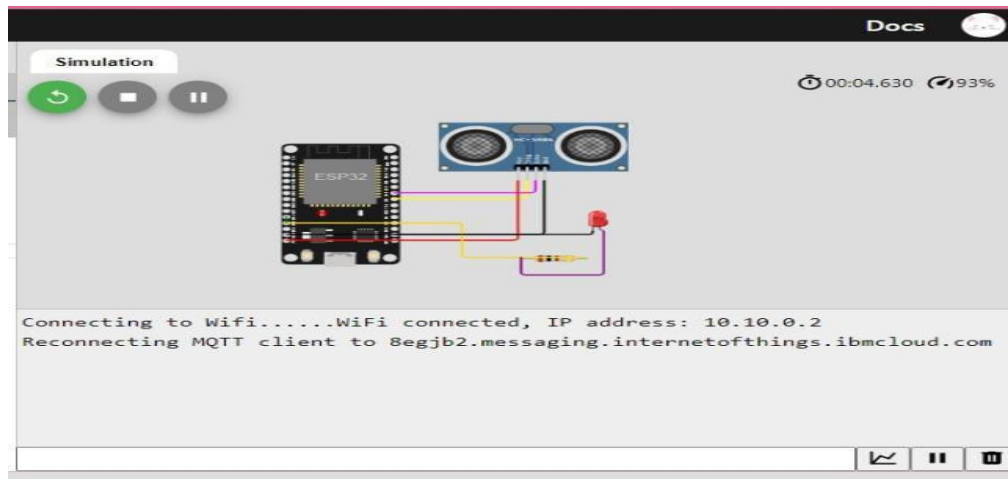 Docs
Simulation
00:04.630 93%
ESP32
Connecting to Wifi......WiFi connected, IP address: 10.10.0.2
Reconnecting MQTT client to 8egjb2.messaging.internetofthings.ibmcloud.com